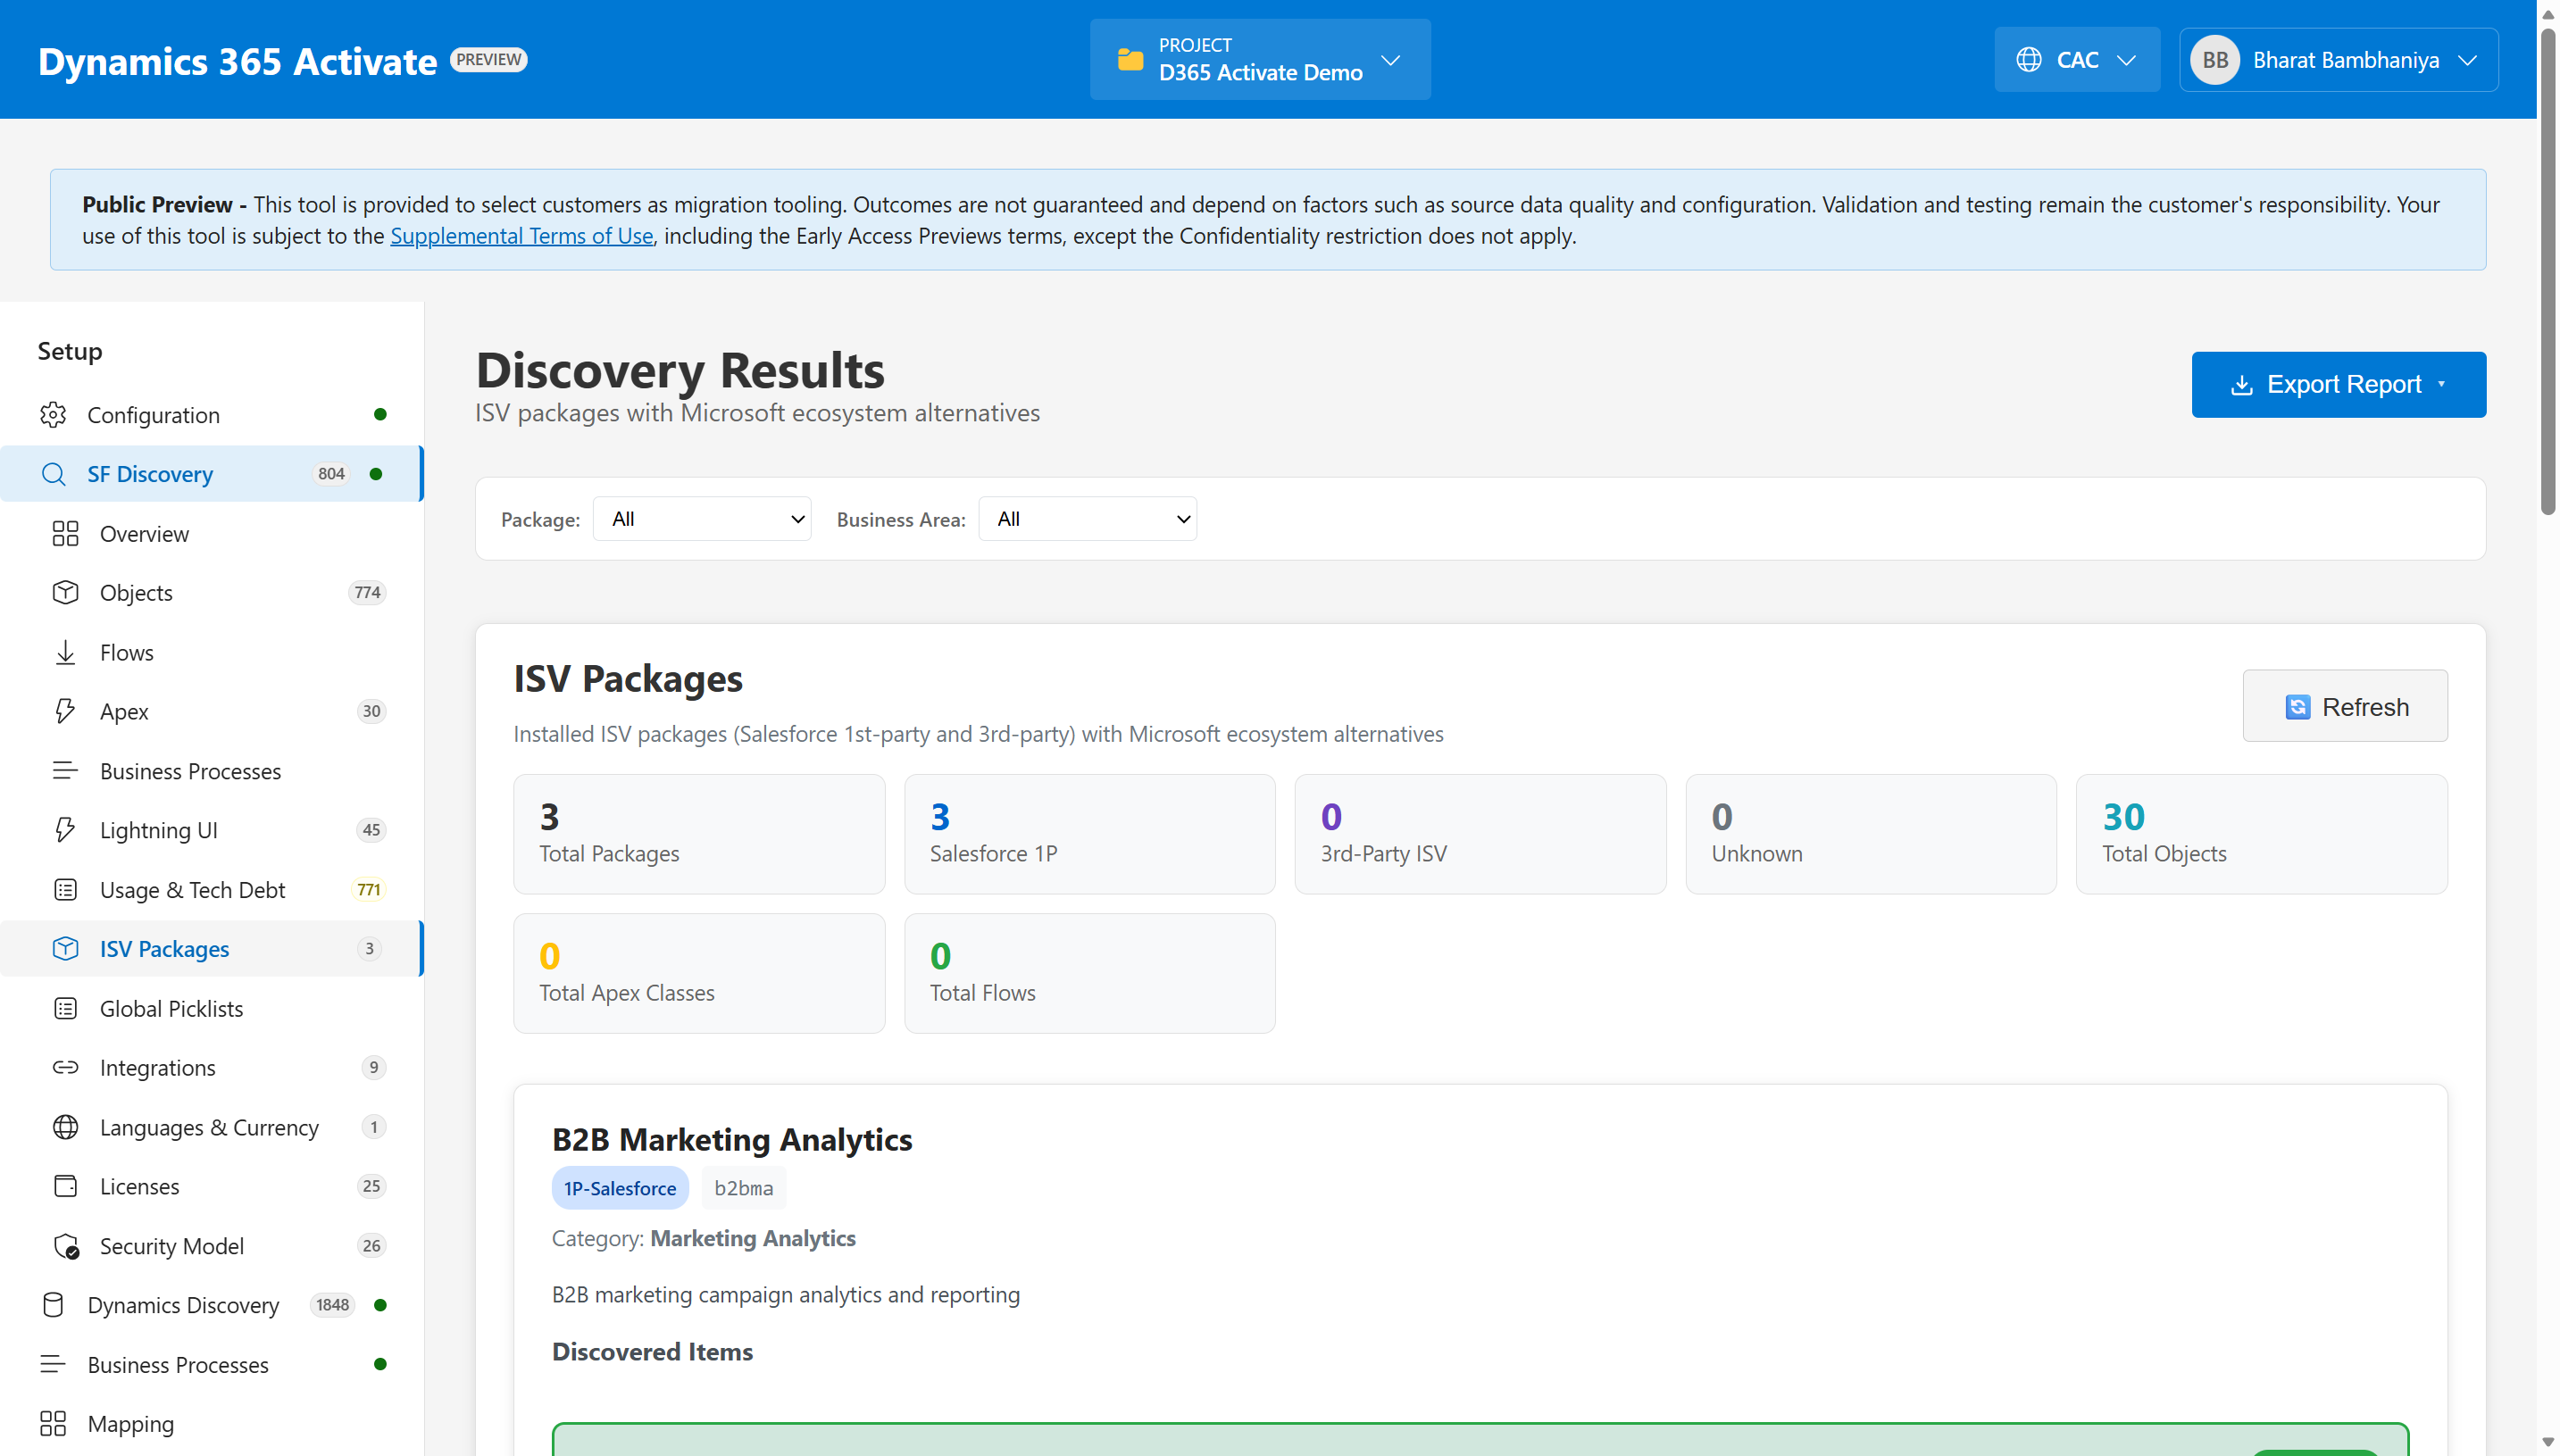 Dynamics 365 Activate PREVIEW
PROJECT
D365 Activate Demo
CAC
BB Bharat Bambhaniya
Public Preview - This tool is provided to select customers as migration tooling. Outcomes are not guaranteed and depend on factors such as source data quality and configuration. Validation and testing remain the customer's responsibility. Your
use of this tool is subject to the Supplemental Terms of Use, including the Early Access Previews terms, except the Confidentiality restriction does not apply.
Setup
Configuration
SF Discovery 804
Overview
Objects 774
Flows
Apex 30
Business Processes
Lightning UI 45
Usage & Tech Debt 771
ISV Packages 3
Global Picklists
Integrations 9
Languages & Currency 1
Licenses 25
Security Model 26
Dynamics Discovery 1848
Business Processes
Mapping
Discovery Results
ISV packages with Microsoft ecosystem alternatives
Export Report
Package: All Business Area: All
ISV Packages
Installed ISV packages (Salesforce 1st-party and 3rd-party) with Microsoft ecosystem alternatives
Refresh
3
Total Packages
3
Salesforce 1P
0
3rd-Party ISV
0
Unknown
30
Total Objects
0
Total Apex Classes
0
Total Flows
B2B Marketing Analytics
1P-Salesforce b2bma
Category: Marketing Analytics
B2B marketing campaign analytics and reporting
Discovered Items